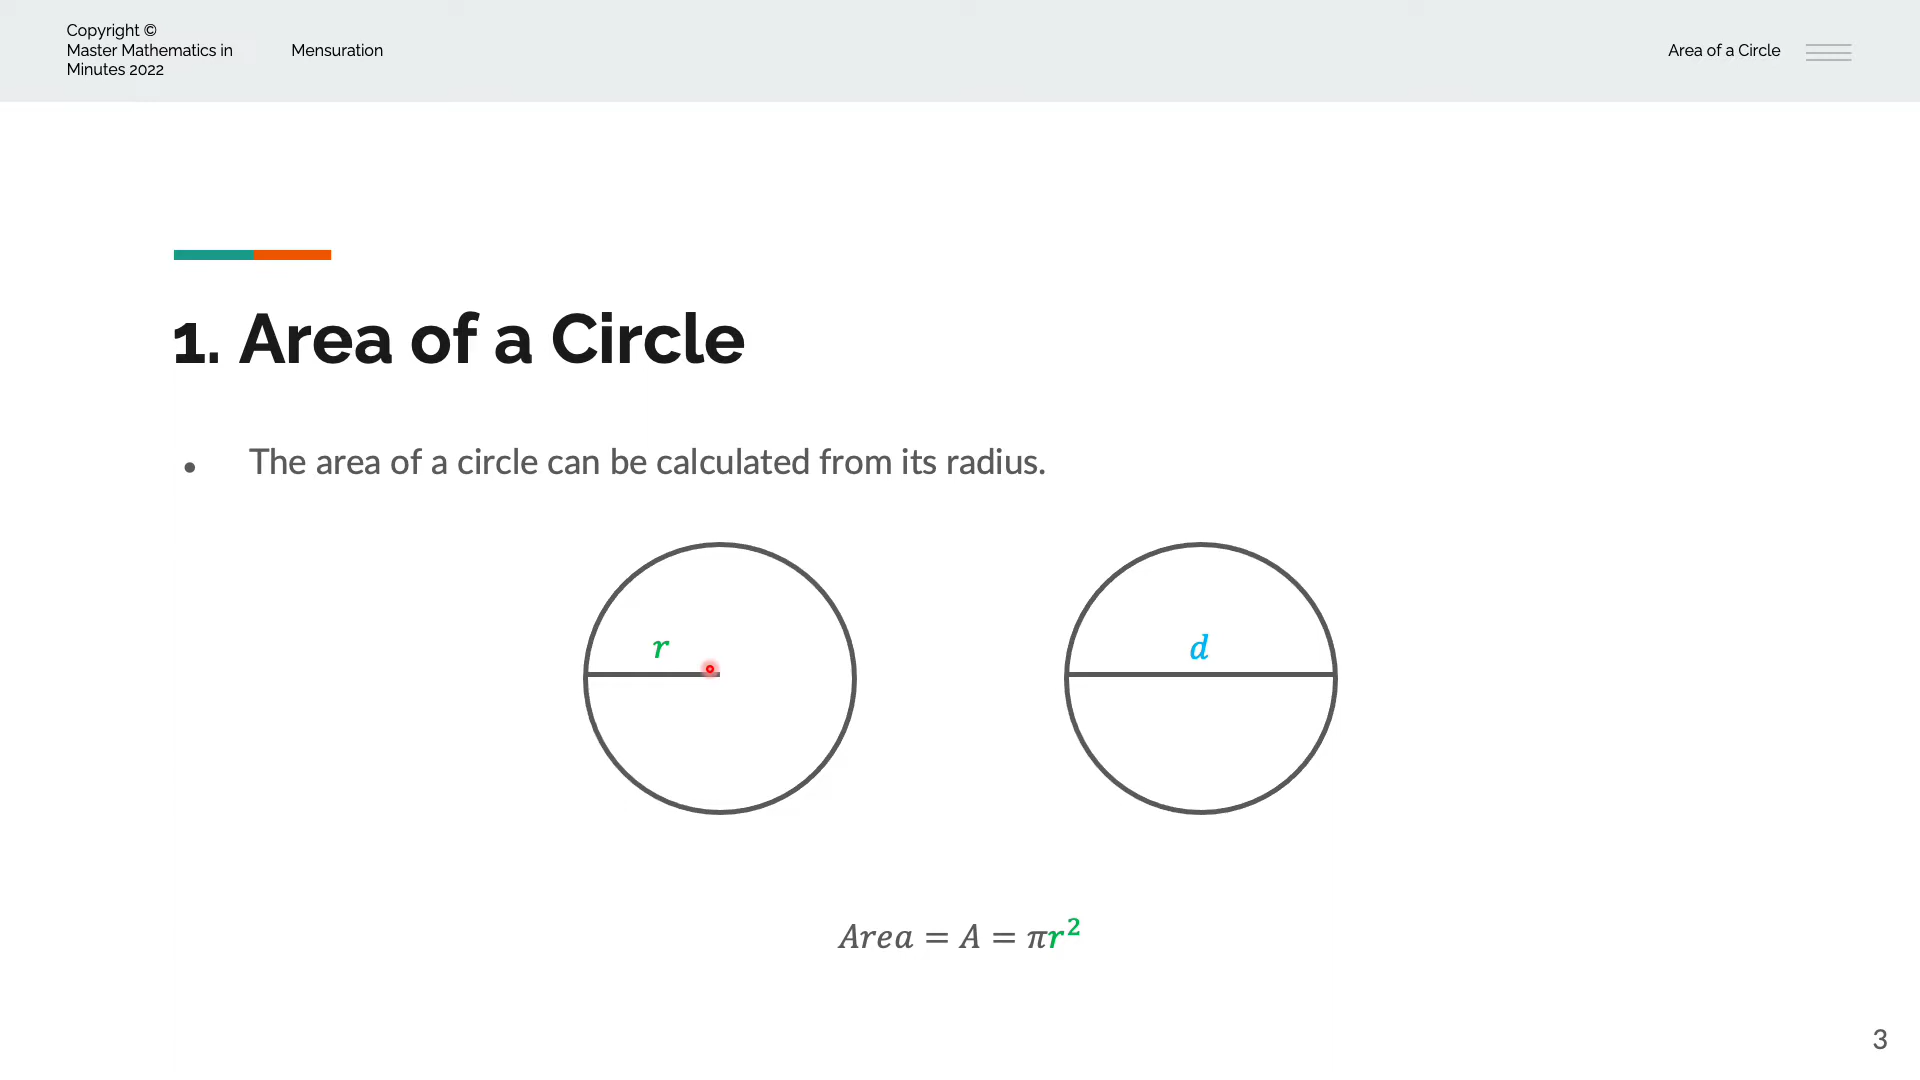 Copyright ©
Master Mathematics in
Minutes 2022
Mensuration
Area of a Circle
1. Area of a Circle
● The area of a circle can be calculated from its radius.
r
d
Area = A = πr²
3